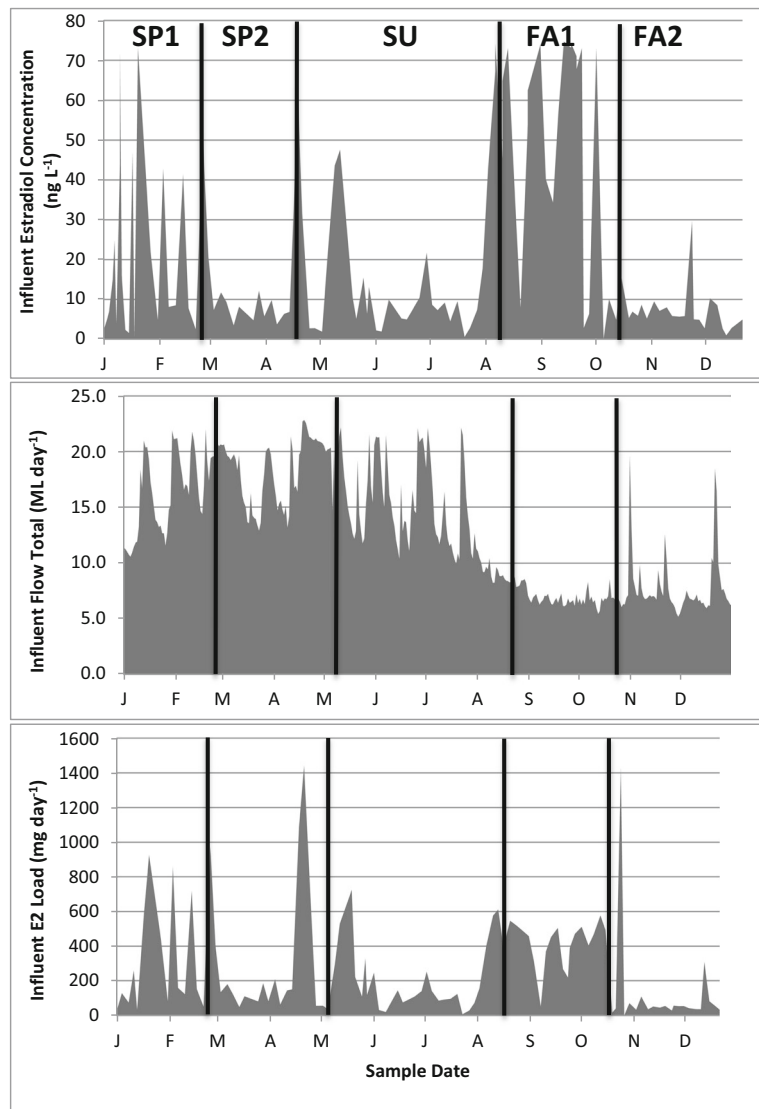 SP1 SP2 SU FA1 FA2
Influent Estradiol Concentration
(ng L⁻¹)
80
70
60
50
40
30
20
10
0
J F M A M J J A S O N D
Influent Flow Total (ML day⁻¹)
25.0
20.0
15.0
10.0
5.0
0.0
J F M A M J J A S O N D
Influent E2 Load (mg day⁻¹)
1600
1400
1200
1000
800
600
400
200
0
J F M A M J J A S O N D
Sample Date